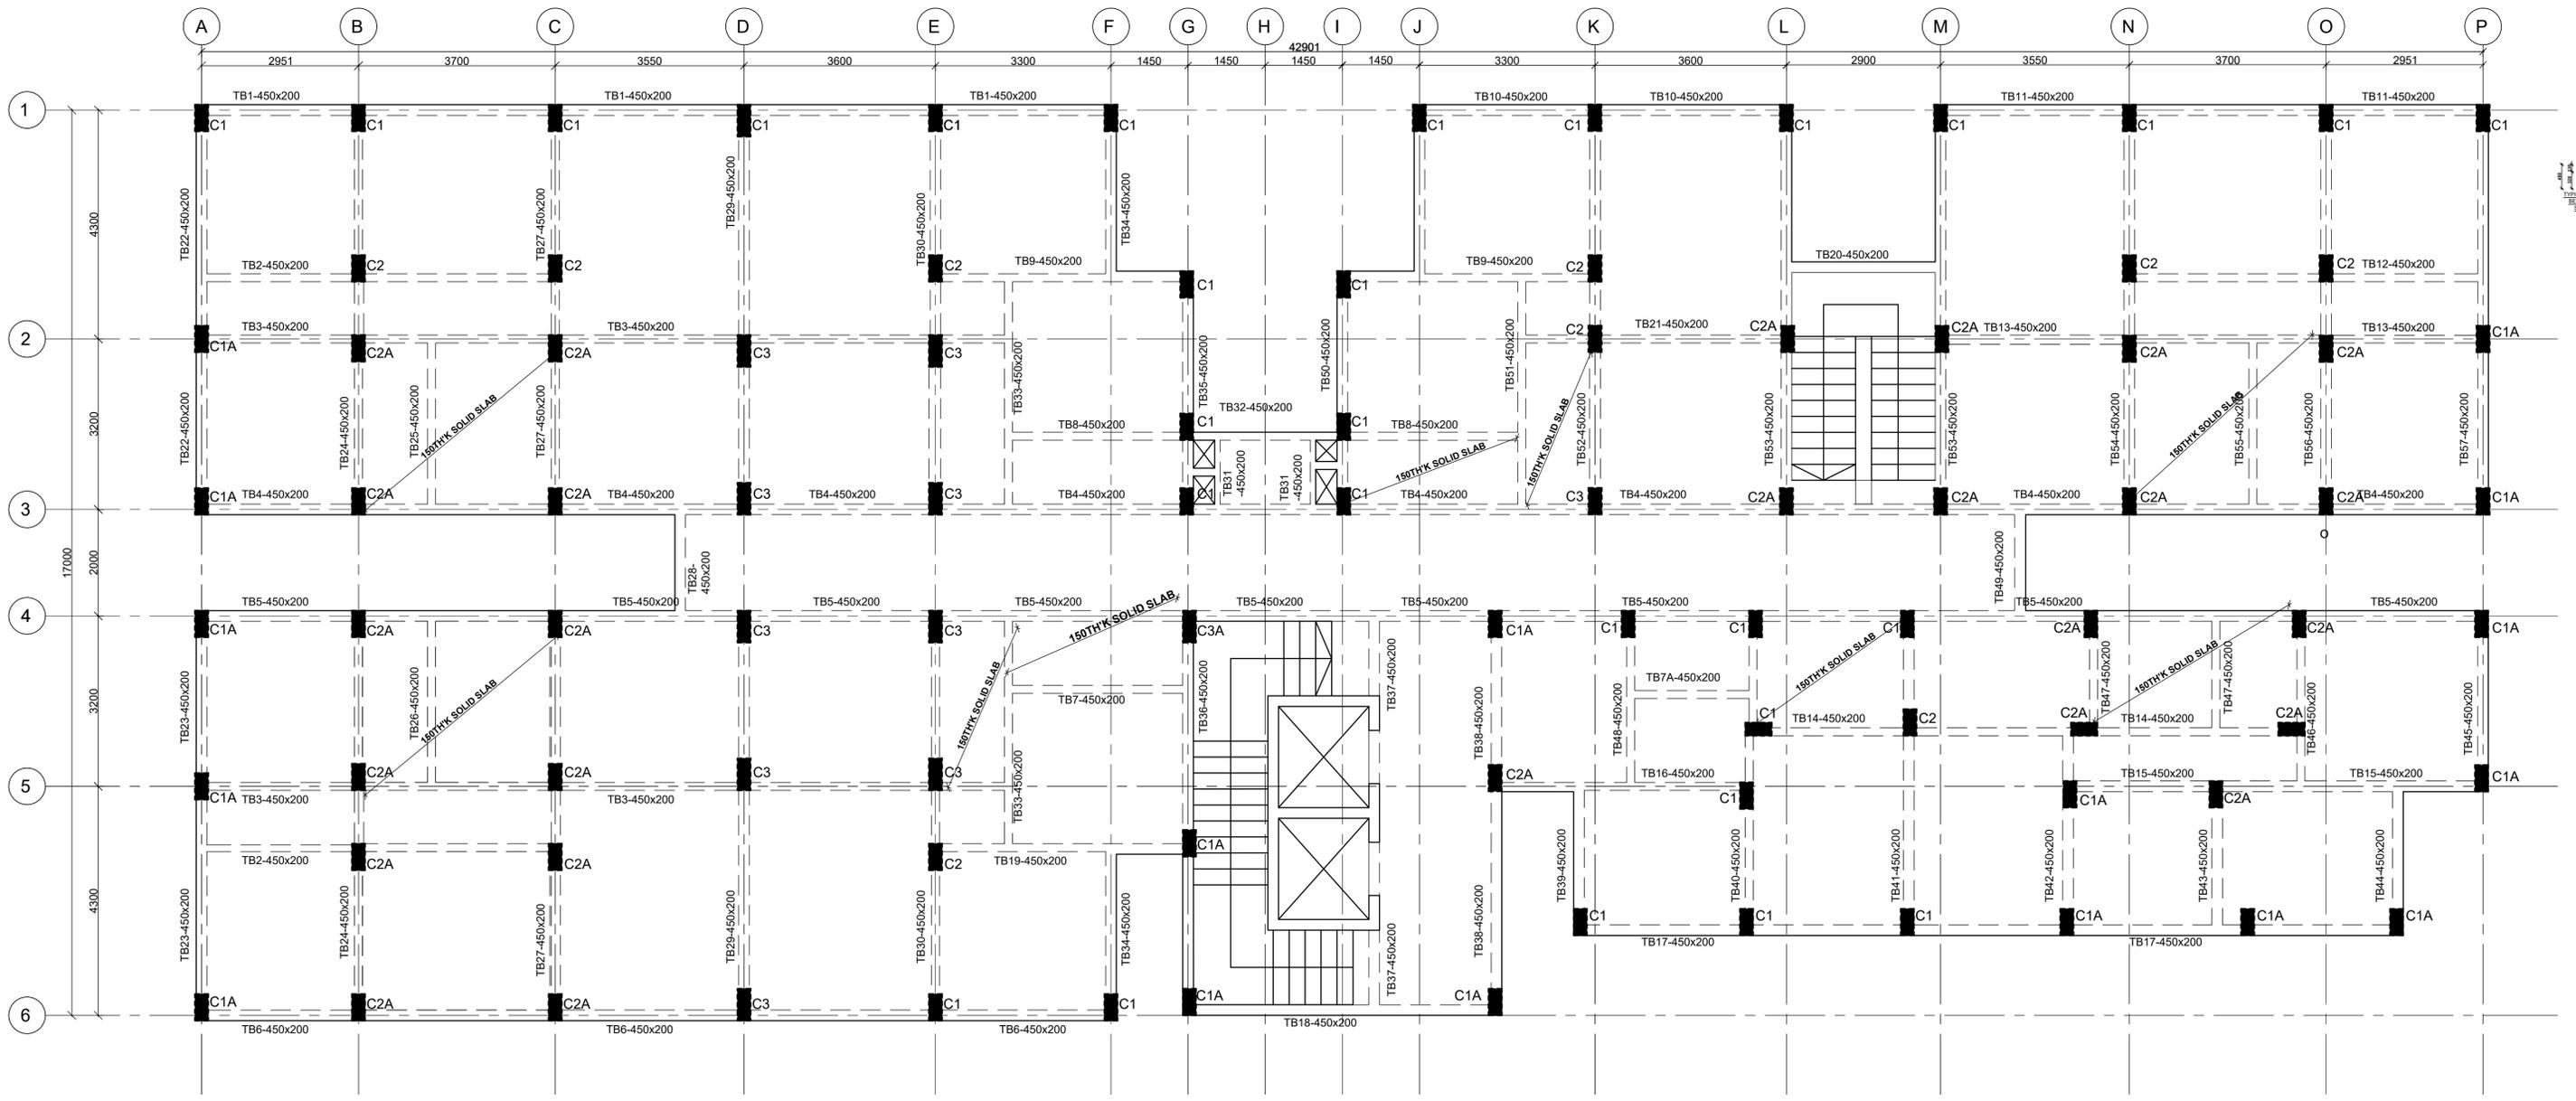 A B C D E F G H I J K L M N O P
42901
2951 3700 3550 3600 3300 1450 1450 1450 1450 3300 3600 2900 3550 3700 2951
TB1-450x200 TB1-450x200 TB1-450x200 TB10-450x200 TB10-450x200 TB11-450x200 TB11-450x200
1
C1 C1 C1 C1 C1 C1 C1 C1 C1 C1 C1 C1 C1
4300
TB22-450x200 TB27-450x200 TB29-450x200 TB30-450x200 TB34-450x200
TB20-450x200
TB2-450x200 C2 C2 C2 TB9-450x200 TB9-450x200 C2 C2 C2 TB12-450x200
C1 C1
TB3-450x200 TB3-450x200 C2 TB21-450x200 C2A C2A TB13-450x200 TB13-450x200
2
C1A C2A C2A C3 C3 C2A C2A C1A
TB33-450x200 TB35-450x200 TB50-450x200 TB51-450x200
3200
TB22-450x200 TB24-450x200 TB25-450x200 TB27-450x200 TB52-450x200 TB53-450x200 TB53-450x200 TB54-450x200 TB55-450x200 TB56-450x200 TB57-450x200
150TH'K SOLID SLAB 150TH'K SOLID SLAB 150TH'K SOLID SLAB 150TH'K SOLID SLAB
TB32-450x200
TB8-450x200 C1 C1 TB8-450x200
TB31
-450x200
TB31
-450x200
C1A TB4-450x200 C2A C2A TB4-450x200 C3 TB4-450x200 C3 TB4-450x200 C1 C1 TB4-450x200 C3 TB4-450x200 C2A C2A TB4-450x200 C2A C2A TB4-450x200 C1A
3
O
17000
2000
TB28-
450x200
TB49-450x200
TB5-450x200 TB5-450x200 TB5-450x200 TB5-450x200 TB5-450x200 TB5-450x200 TB5-450x200 TB5-450x200 TB5-450x200
4
C1A C2A C2A C3 C3 C3A C1A C1 C1 C1 C2A C2A C1A
150TH'K SOLID SLAB 150TH'K SOLID SLAB 150TH'K SOLID SLAB 150TH'K SOLID SLAB 150TH'K SOLID SLAB
3200
TB23-450x200 TB26-450x200 TB36-450x200 TB37-450x200 TB38-450x200 TB48-450x200 TB47-450x200 TB47-450x200 TB46-450x200 TB45-450x200
TB7-450x200 TB7A-450x200
C1 TB14-450x200 C2 C2A TB14-450x200 C2A
C2A C2A C3 C3 C2A TB16-450x200 TB15-450x200 TB15-450x200 C1A
5
C1A TB3-450x200 TB3-450x200 C1 C1A C2A
TB33-450x200
C1A
TB2-450x200 C2A C2A C2 TB19-450x200
TB39-450x200 TB40-450x200 TB41-450x200 TB42-450x200 TB43-450x200 TB44-450x200
4300
TB23-450x200 TB24-450x200 TB27-450x200 TB29-450x200 TB30-450x200 TB34-450x200 TB37-450x200 TB38-450x200
C1 C1 C1 C1A C1A C1A
TB17-450x200 TB17-450x200
C1A C2A C2A C3 C1 C1 C1A C1A
6
TB6-450x200 TB6-450x200 TB6-450x200 TB18-450x200